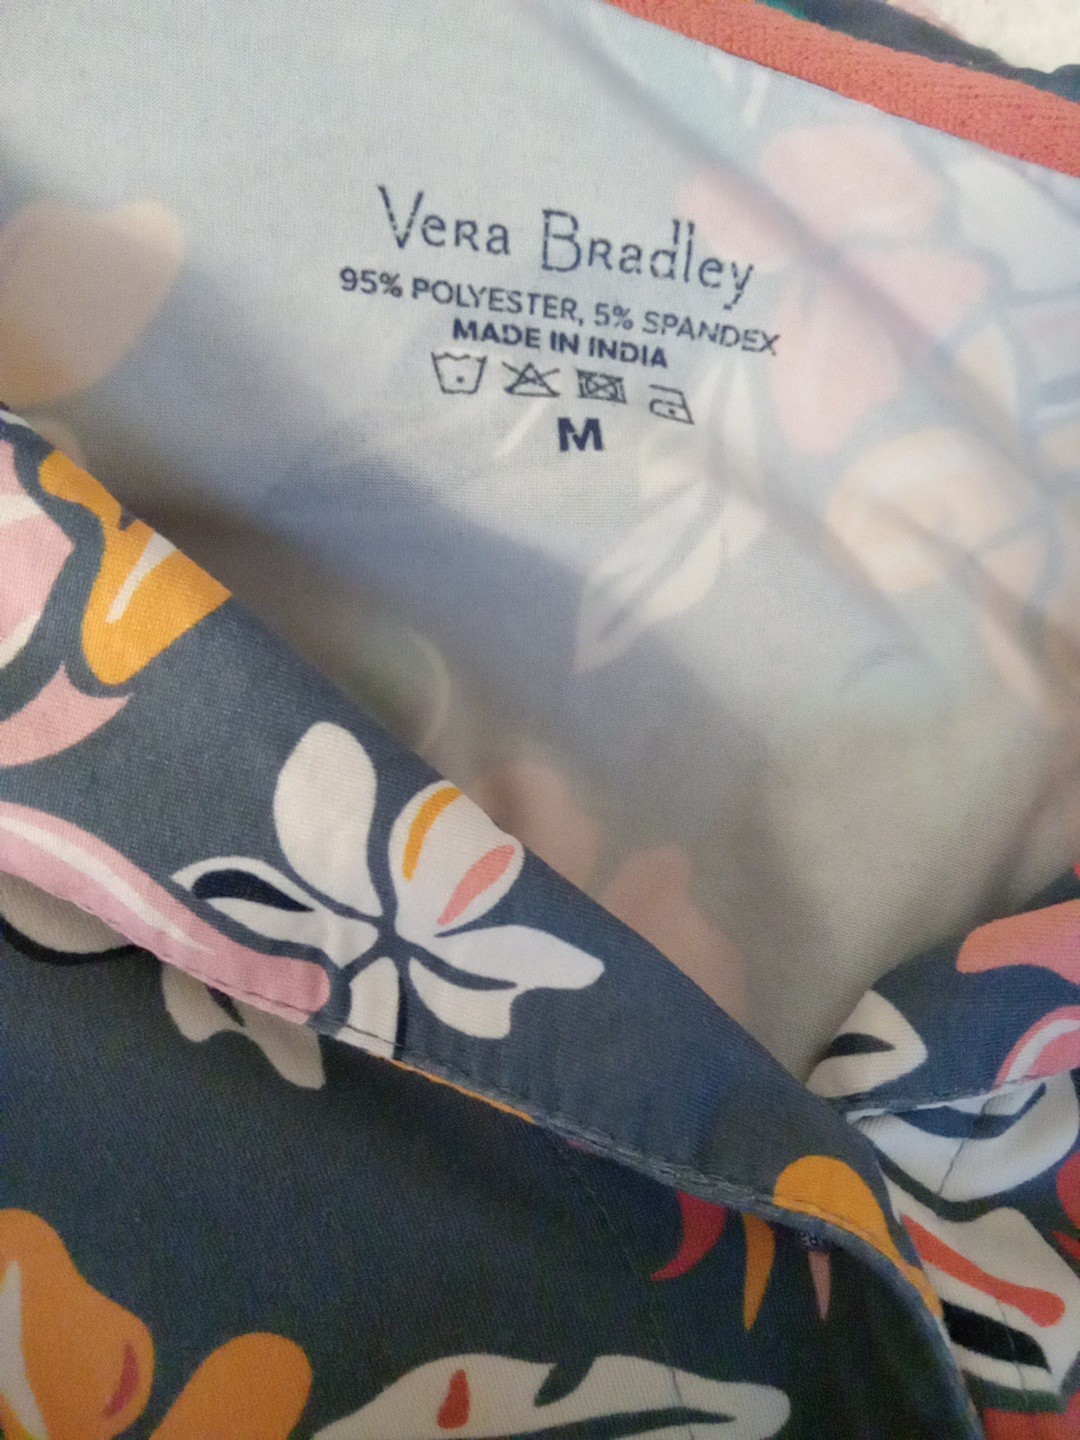 Vera Bradley
95% POLYESTER, 5% SPANDEX
MADE IN INDIA
M